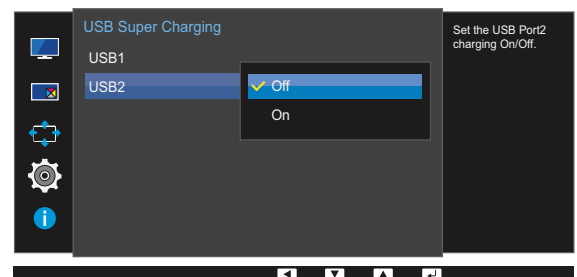 USB Super Charging
USB1
USB2
Off
On
Set the USB Port2
charging On/Off.